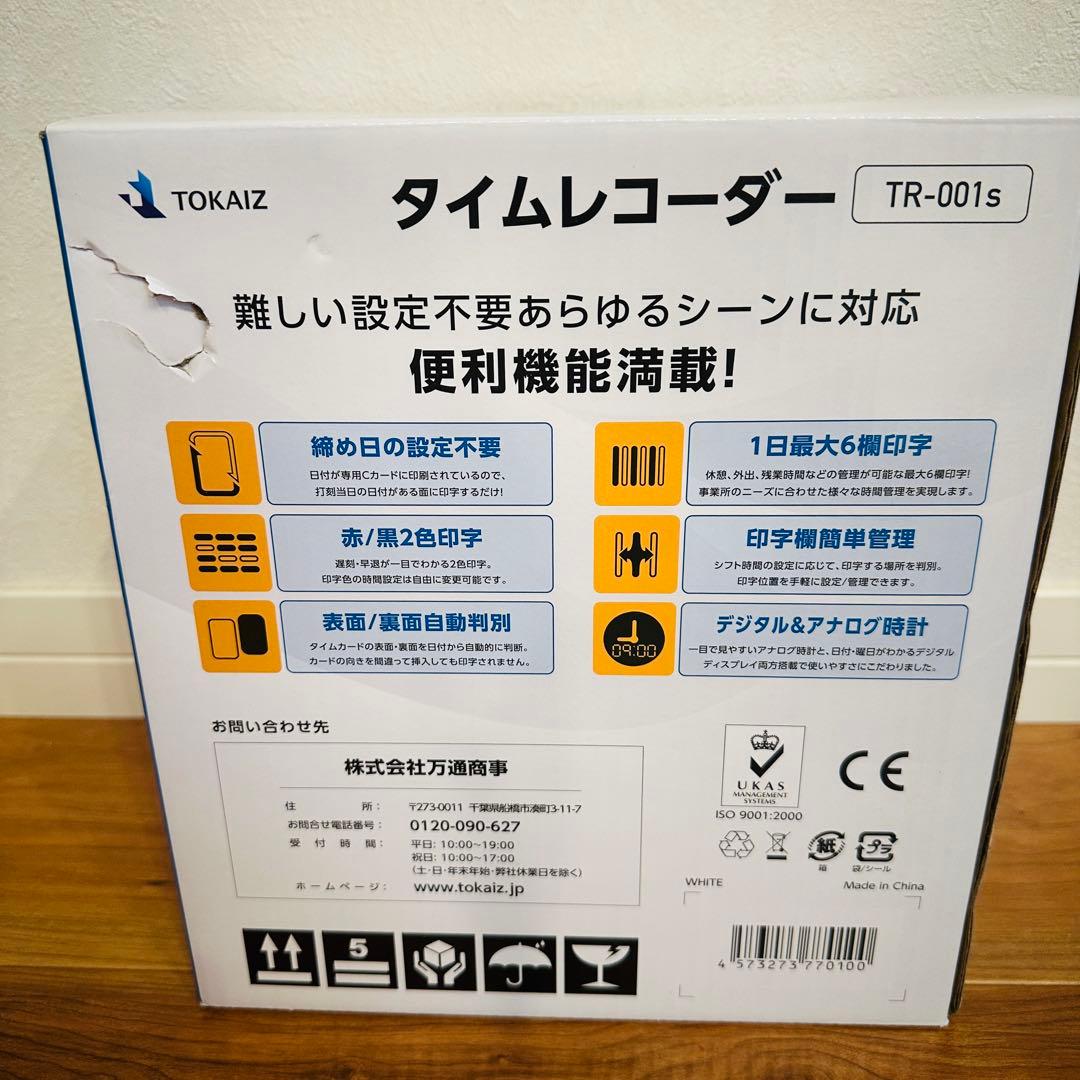 TOKAIZ
タイムレコーダー
TR-001s
難しい設定不要あらゆるシーンに対応
便利機能満載!
締め日の設定不要
日付が専用Cカードに印刷されているので、
打刻当日の日付がある面に印字するだけ!
1日最大6欄印字
休憩、外出、残業時間などの管理が可能な最大6欄印字!
事業所のニーズに合わせた様々な時間管理を実現します。
赤/黒2色印字
遅刻・早退が一目でわかる2色印字。
印字色の時間設定は自由に変更可能です。
印字欄簡単管理
シフト時間の設定に応じて、印字する場所を判別。
印字位置を手軽に設定/管理できます。
表面/裏面自動判別
タイムカードの表面・裏面を日付から自動的に判断。
カードの向きを間違って挿入しても印字されません。
09:00
デジタル&アナログ時計
一目で見やすいアナログ時計と、日付・曜日がわかるデジタル
ディスプレイ両方搭載で使いやすさにこだわりました。
お問い合わせ先
株式会社万通商事
住所: 〒273-0011 千葉県船橋市湊町3-11-7
お問合せ電話番号: 0120-090-627
受付時間: 平日: 10:00~19:00
祝日: 10:00~17:00
(土・日・年末年始・弊社休業日を除く)
ホームページ: www.tokaiz.jp
UKAS
MANAGEMENT
SYSTEMS
ISO 9001:2000
CE
紙
箱
プラ
袋/シール
WHITE
Made in China
5
4 573273 770100